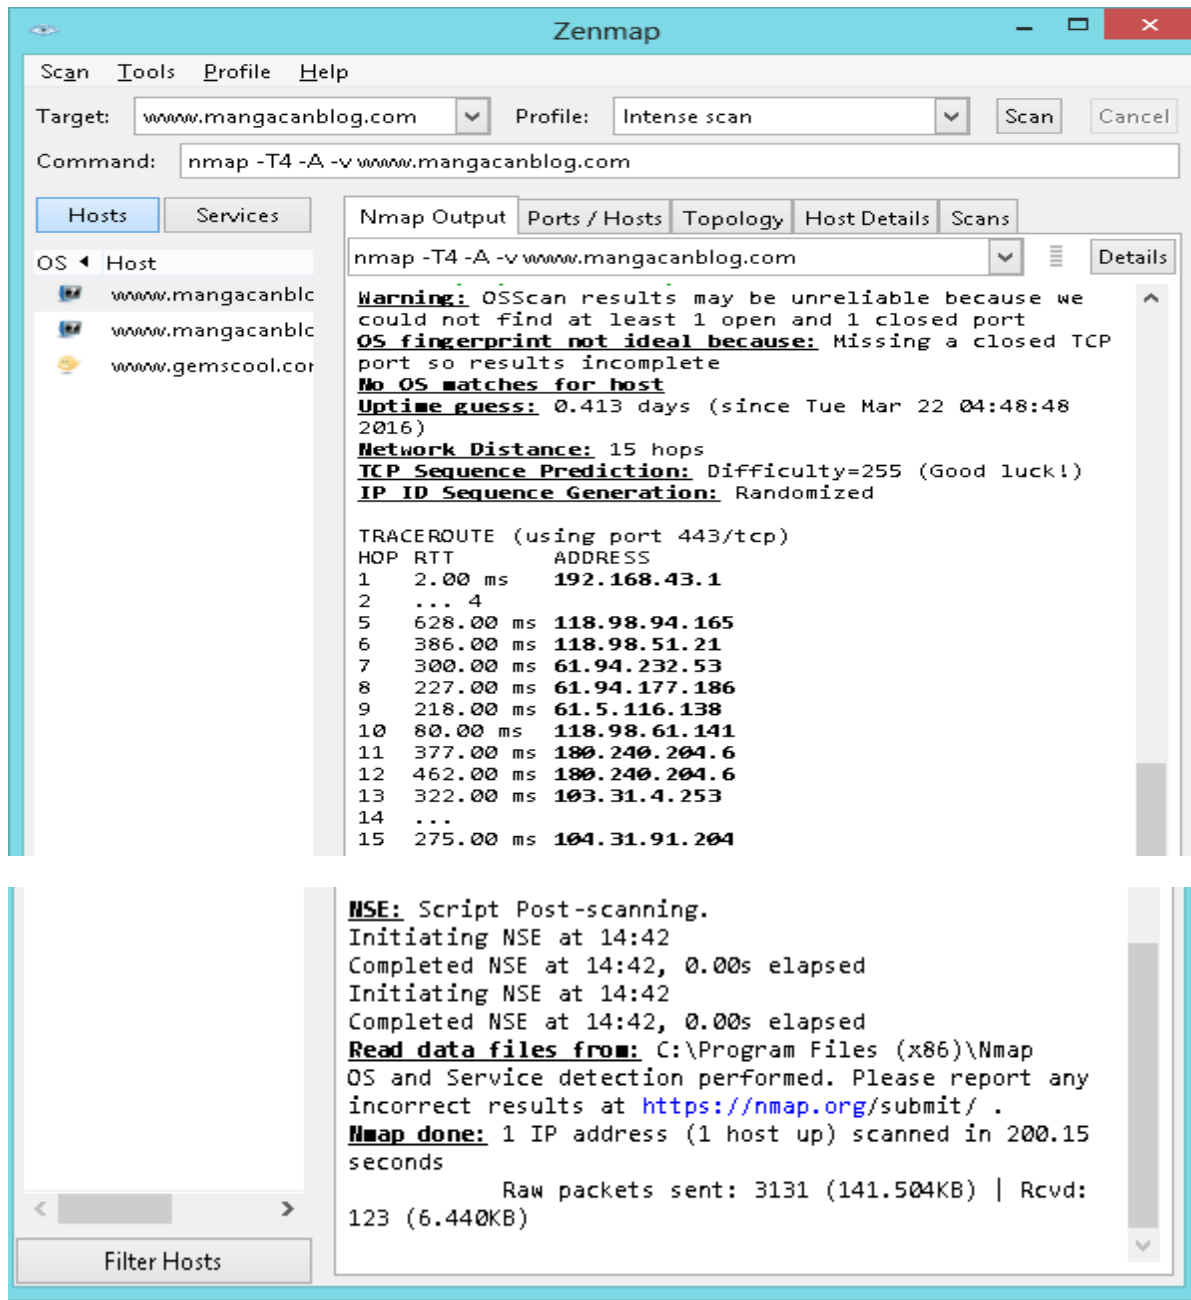 Zenmap
Scan Tools Profile Help
Target: www.mangacanblog.com Profile: Intense scan Scan Cancel
Command: nmap -T4 -A -v www.mangacanblog.com
Hosts Services
Nmap Output Ports / Hosts Topology Host Details Scans
OS Host
nmap -T4 -A -v www.mangacanblog.com Details
www.mangacanblc
www.mangacanblc
www.gemscool.cor
Warning: OSScan results may be unreliable because we
could not find at least 1 open and 1 closed port
OS fingerprint not ideal because: Missing a closed TCP
port so results incomplete
No OS matches for host
Uptime guess: 0.413 days (since Tue Mar 22 04:48:48
2016)
Network Distance: 15 hops
TCP Sequence Prediction: Difficulty=255 (Good luck!)
IP ID Sequence Generation: Randomized
TRACEROUTE (using port 443/tcp)
HOP RTT ADDRESS
1 2.00 ms 192.168.43.1
2 ... 4
5 628.00 ms 118.98.94.165
6 386.00 ms 118.98.51.21
7 300.00 ms 61.94.232.53
8 227.00 ms 61.94.177.186
9 218.00 ms 61.5.116.138
10 80.00 ms 118.98.61.141
11 377.00 ms 180.240.204.6
12 462.00 ms 180.240.204.6
13 322.00 ms 103.31.4.253
14 ...
15 275.00 ms 104.31.91.204
NSE: Script Post-scanning.
Initiating NSE at 14:42
Completed NSE at 14:42, 0.00s elapsed
Initiating NSE at 14:42
Completed NSE at 14:42, 0.00s elapsed
Read data files from: C:\Program Files (x86)\Nmap
OS and Service detection performed. Please report any
incorrect results at https://nmap.org/submit/ .
Nmap done: 1 IP address (1 host up) scanned in 200.15
seconds
Raw packets sent: 3131 (141.504KB) | Rcvd:
123 (6.440KB)
Filter Hosts